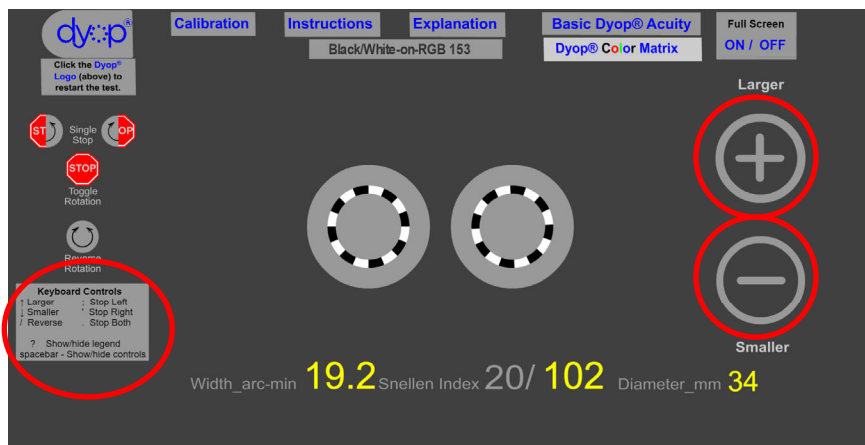 dyop®
Calibration
Instructions
Explanation
Basic Dyop® Acuity
Full Screen
ON / OFF
Black/White-on-RGB 153
Dyop® Color Matrix
Click the Dyop®
Logo (above) to
restart the test.
Larger
ST
Single
Stop
OP
STOP
Toggle
Rotation
Reverse
Rotation
Keyboard Controls
↑ Larger ; Stop Left
↓ Smaller ' Stop Right
/ Reverse . Stop Both
? Show/hide legend
spacebar - Show/hide controls
Smaller
Width_arc-min 19.2 Snellen Index 20/ 102 Diameter_mm 34